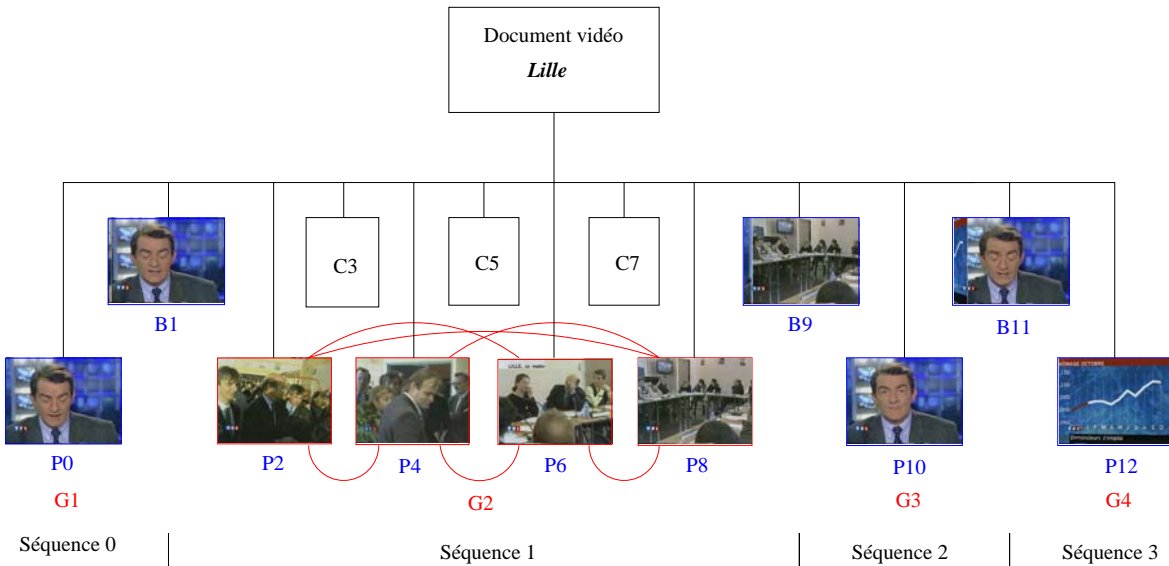 Document vidéo
Lille
C3
C5
C7
B1
B9
B11
P0
P2
P4
P6
P8
P10
P12
G1
G2
G3
G4
Séquence 0
Séquence 1
Séquence 2
Séquence 3